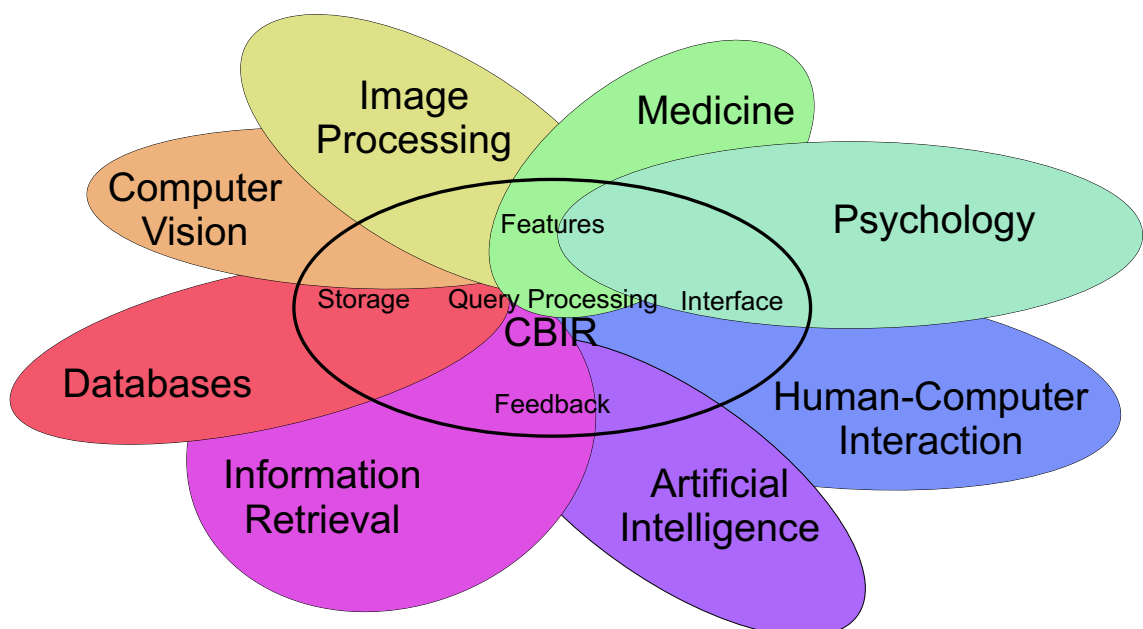 Image
Processing
Medicine
Computer
Vision
Psychology
Features
Storage
Query Processing
Interface
CBIR
Databases
Feedback
Human-Computer
Interaction
Information
Retrieval
Artificial
Intelligence